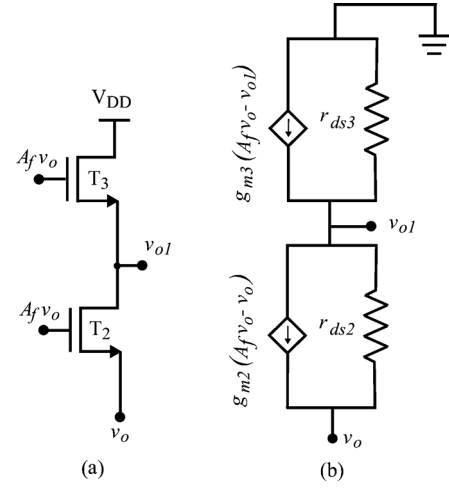 V_DD
A_f v_o
T_3
v_o1
A_f v_o
T_2
v_o
(a)
g_m3 (A_f v_o - v_o1)
r_ds3
v_o1
g_m2 (A_f v_o - v_o)
r_ds2
v_o
(b)